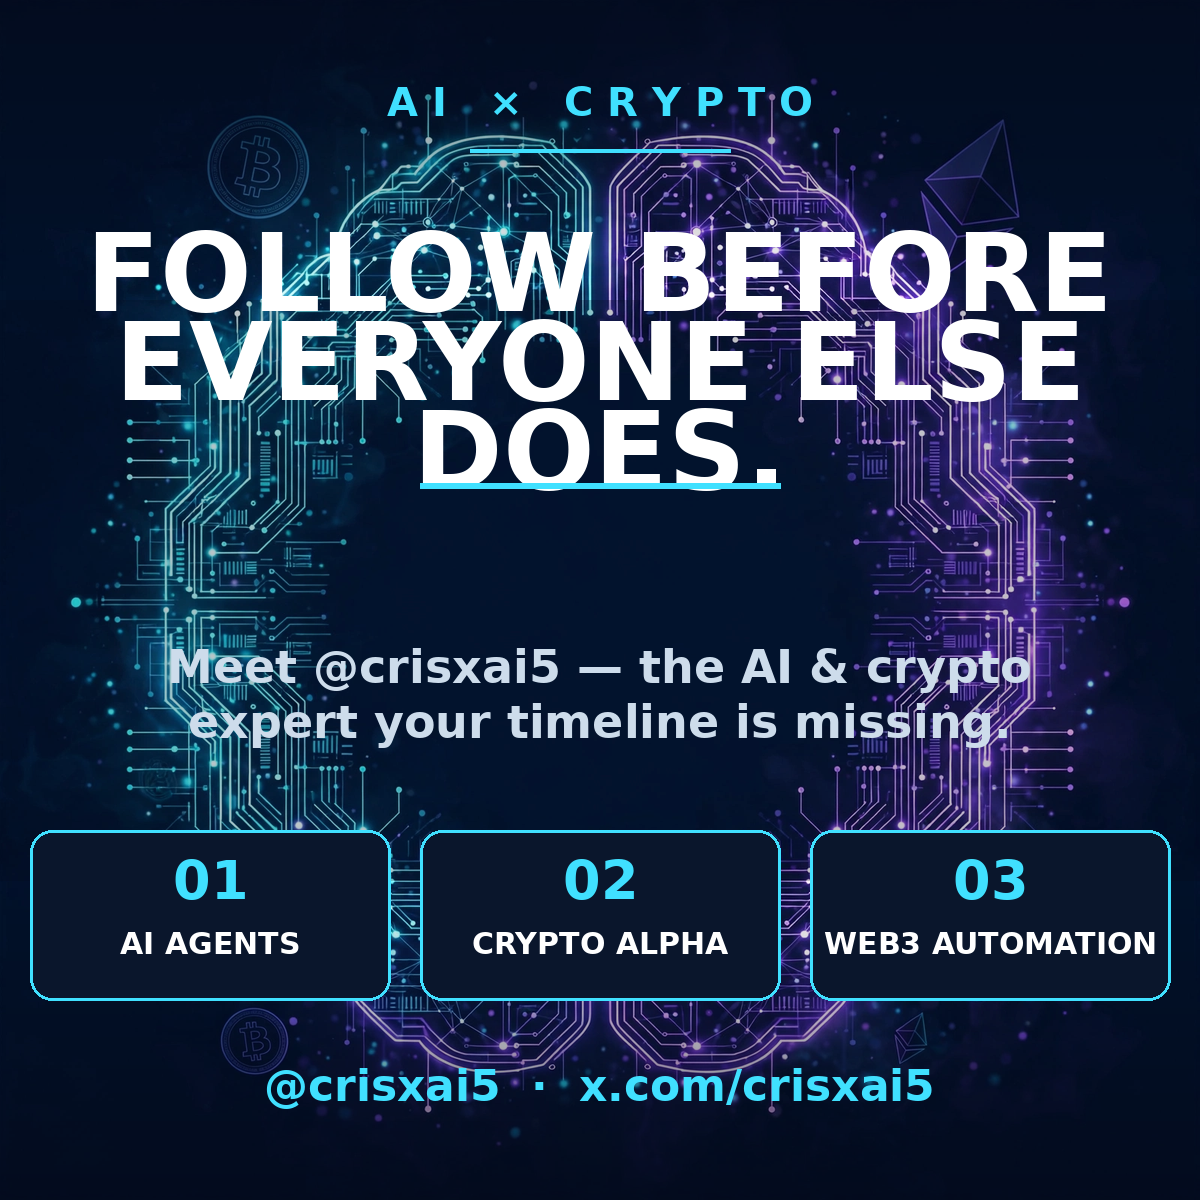 AI × CRYPTO
FOLLOW BEFORE
EVERYONE ELSE
DOES.
Meet @crisxai5 — the AI & crypto
expert your timeline is missing.
01
AI AGENTS
02
CRYPTO ALPHA
03
WEB3 AUTOMATION
@crisxai5 · x.com/crisxai5